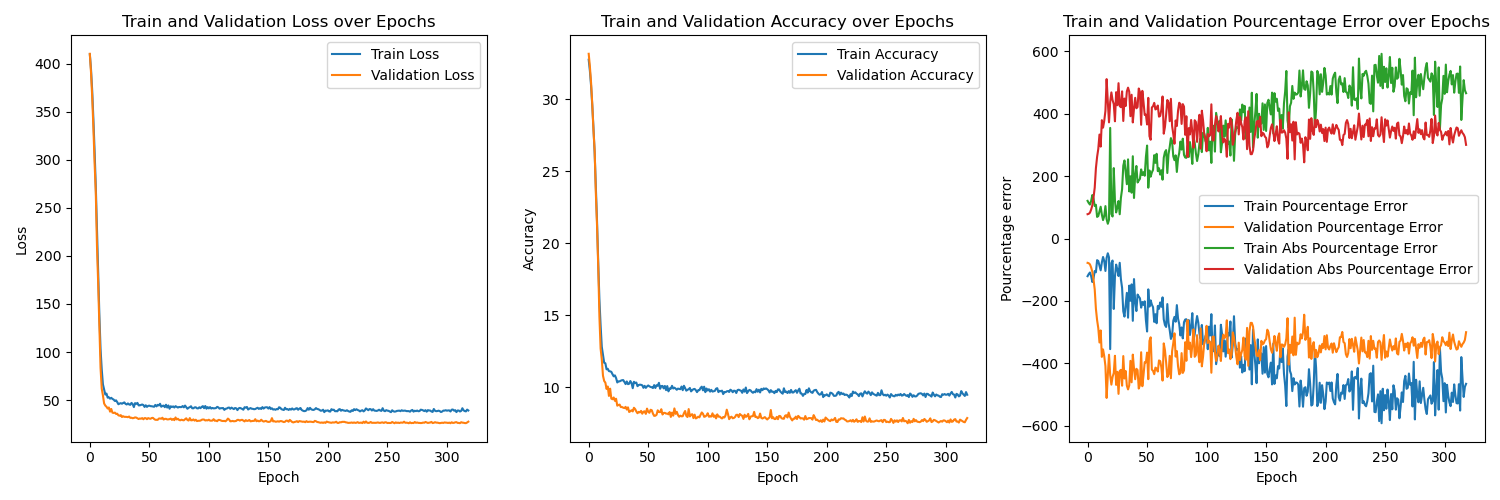 Train and Validation Loss over Epochs
Loss
400
350
300
250
200
150
100
50
0 50 100 150 200 250 300
Epoch
Train Loss
Validation Loss
Train and Validation Accuracy over Epochs
Accuracy
30
25
20
15
10
0 50 100 150 200 250 300
Epoch
Train Accuracy
Validation Accuracy
Train and Validation Pourcentage Error over Epochs
Pourcentage error
600
400
200
0
−200
−400
−600
0 50 100 150 200 250 300
Epoch
Train Pourcentage Error
Validation Pourcentage Error
Train Abs Pourcentage Error
Validation Abs Pourcentage Error